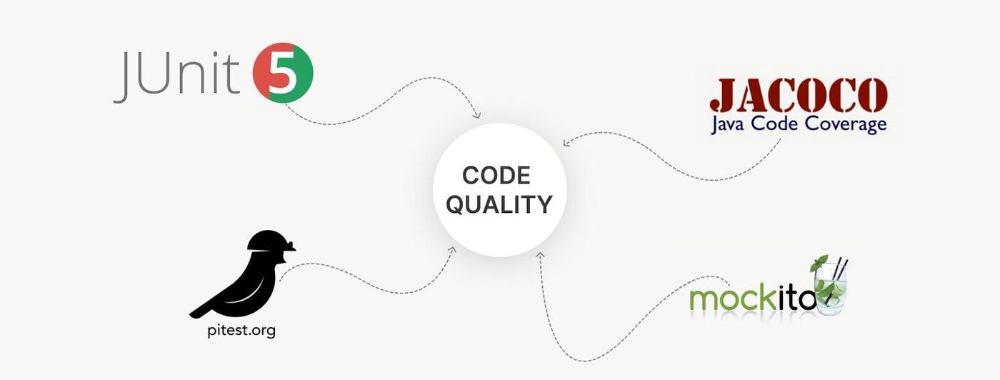 JUnit 5
JACOCO
Java Code Coverage
CODE
QUALITY
pitest.org
mockito